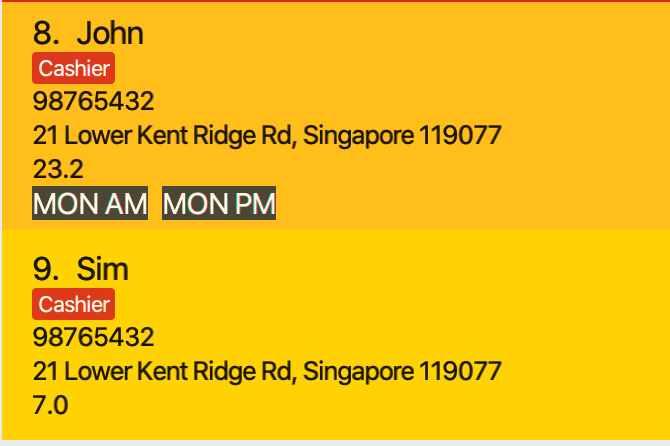 8. John
Cashier
98765432
21 Lower Kent Ridge Rd, Singapore 119077
23.2
MON AM MON PM
9. Sim
Cashier
98765432
21 Lower Kent Ridge Rd, Singapore 119077
7.0